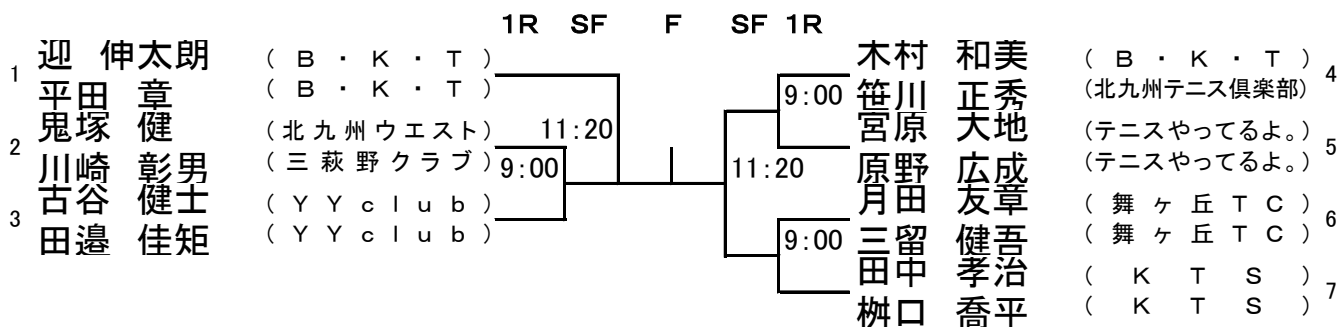 1R SF F SF 1R
1 迎 伸太朗 (B・K・T)
平田 章 (B・K・T)
2 鬼塚 健 (北九州ウエスト) 11:20
川崎 彰男 (三萩野クラブ) 9:00
3 古谷 健士 (YYclub)
田邉 佳矩 (YYclub)
木村 和美 (B・K・T) 4
9:00 笹川 正秀 (北九州テニス倶楽部)
宮原 大地 (テニスやってるよ。) 5
11:20 原野 広成 (テニスやってるよ。)
月田 友章 (舞ヶ丘TC) 6
9:00 三留 健吾 (舞ヶ丘TC)
田中 孝治 (KTS) 7
桝口 喬平 (KTS)